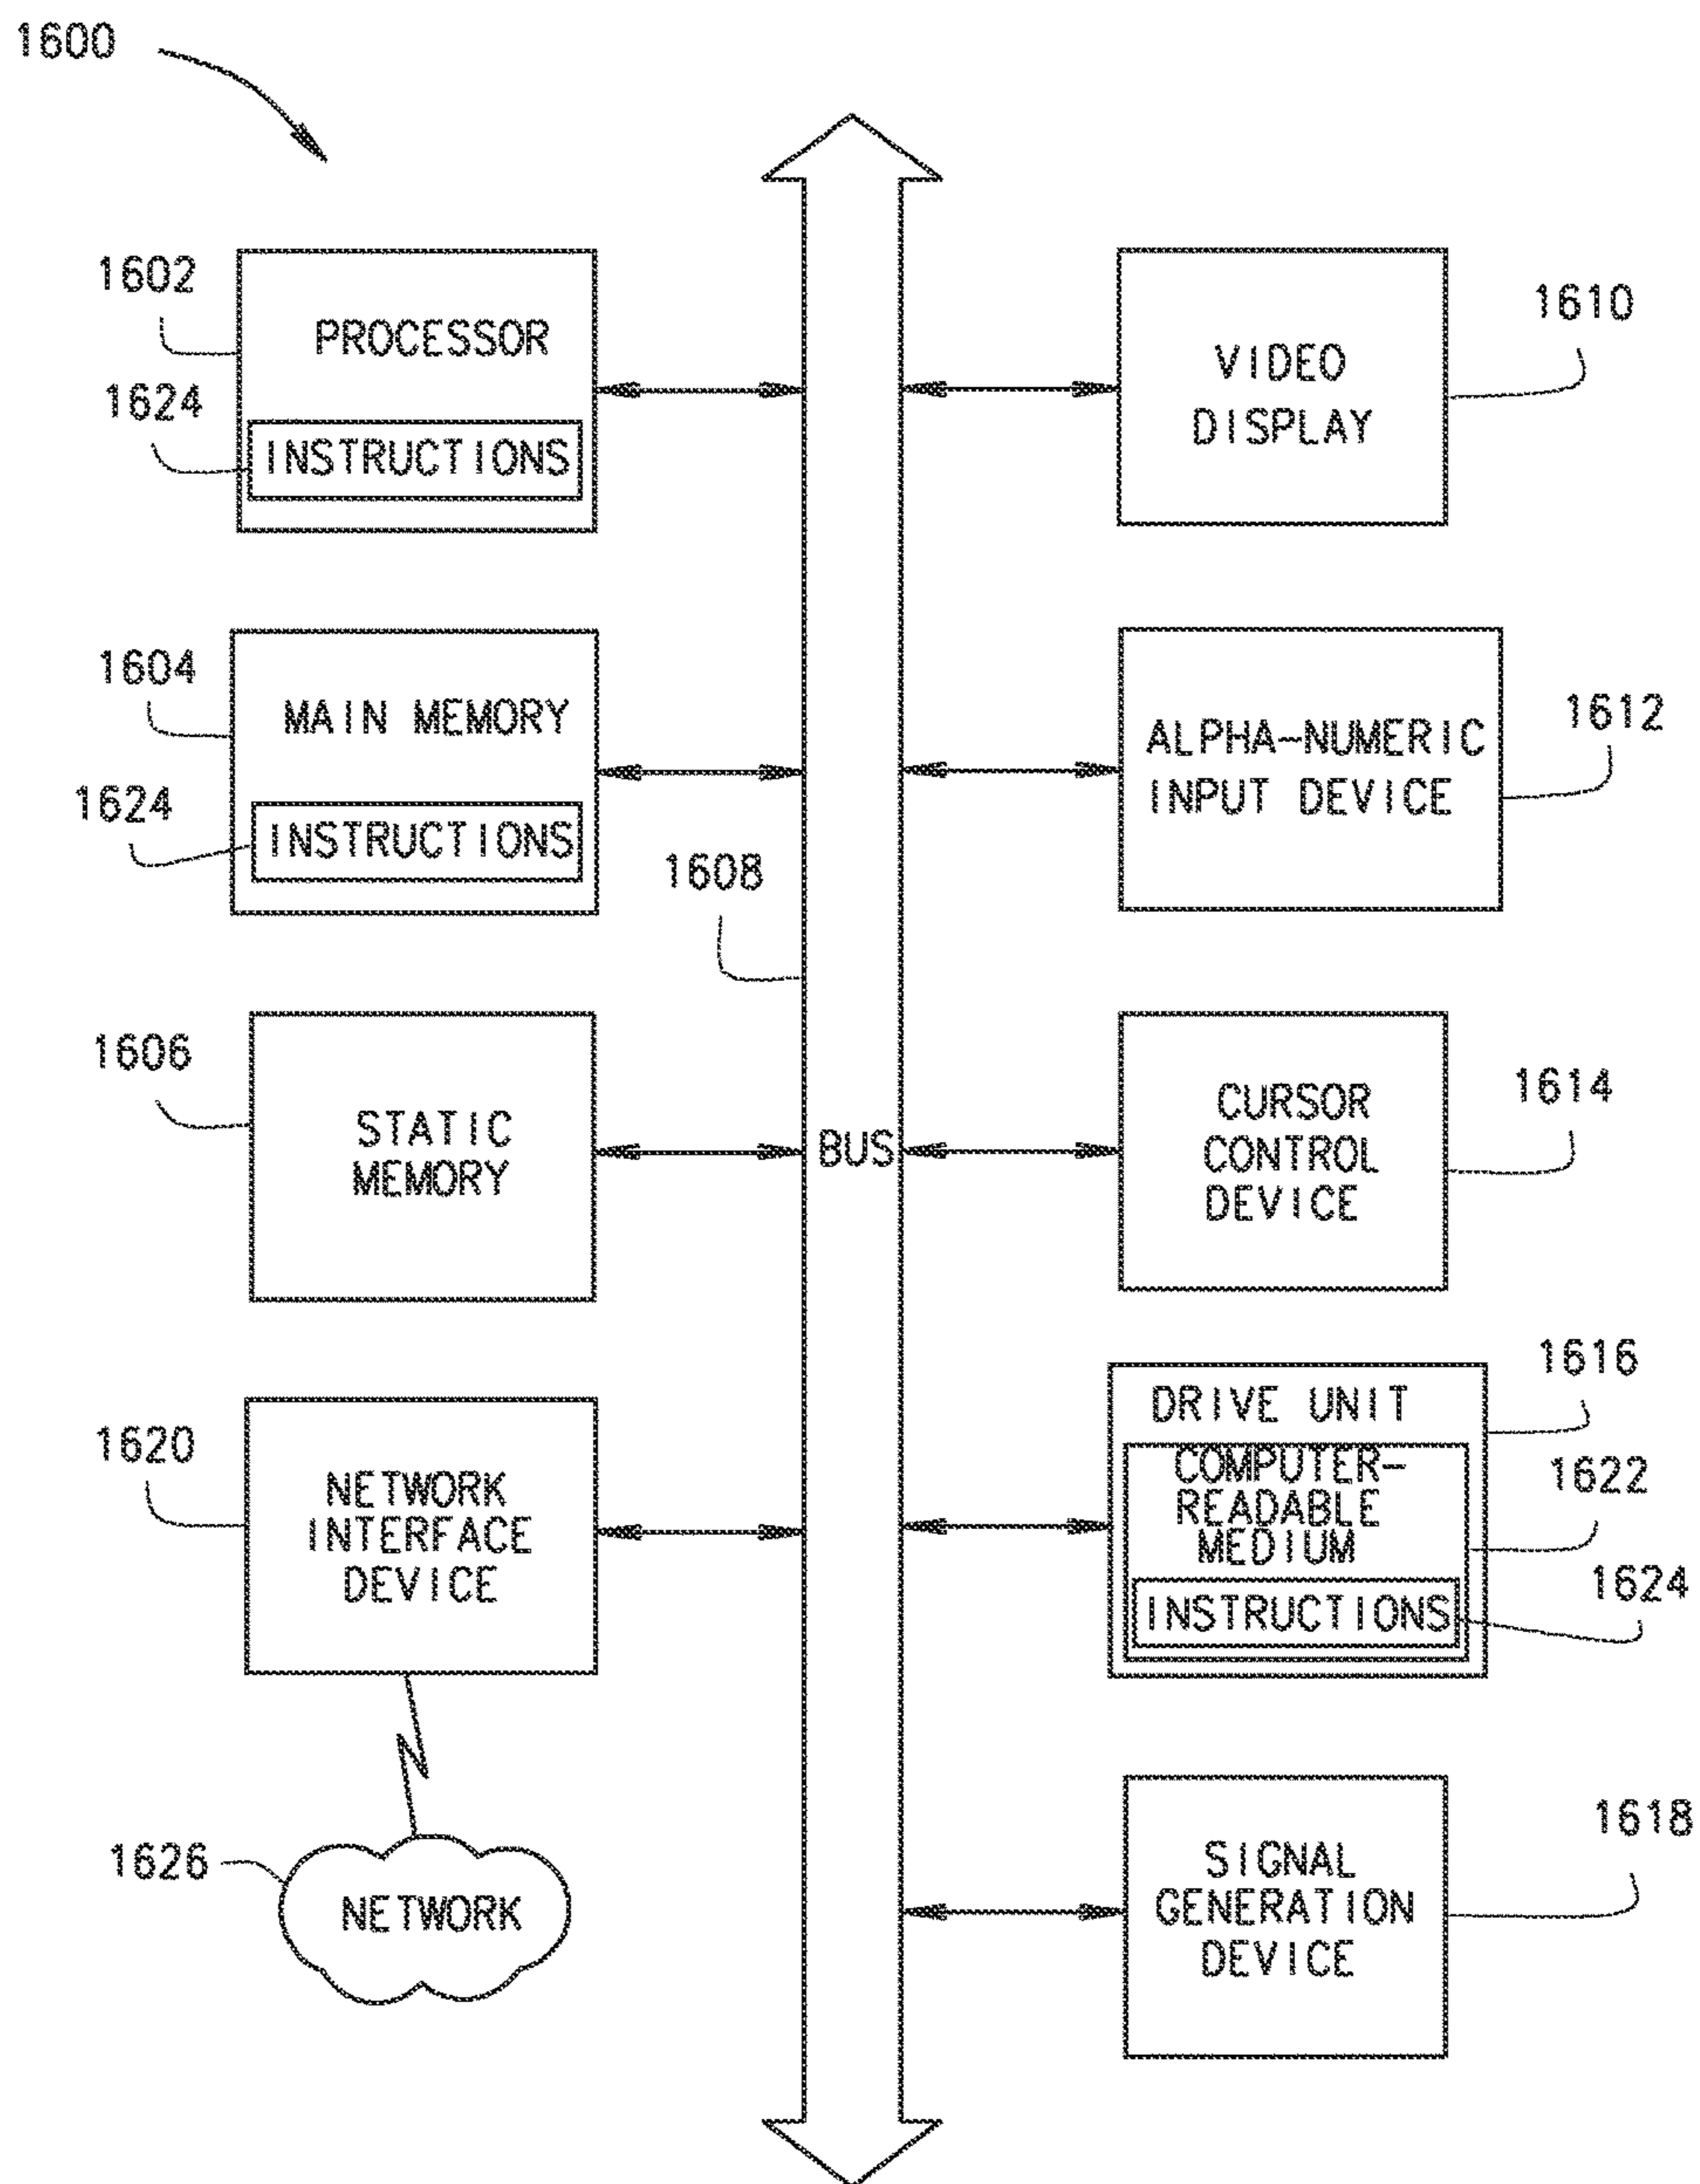 1600
1602
PROCESSOR
1624
INSTRUCTIONS
1604
MAIN MEMORY
1624
INSTRUCTIONS
1606
STATIC
MEMORY
1620
NETWORK
INTERFACE
DEVICE
1626
NETWORK
1608
BUS
1610
VIDEO
DISPLAY
1612
ALPHA-NUMERIC
INPUT DEVICE
1614
CURSOR
CONTROL
DEVICE
1616
DRIVE UNIT
1622
COMPUTER-
READABLE
MEDIUM
1624
INSTRUCTIONS
1618
SIGNAL
GENERATION
DEVICE